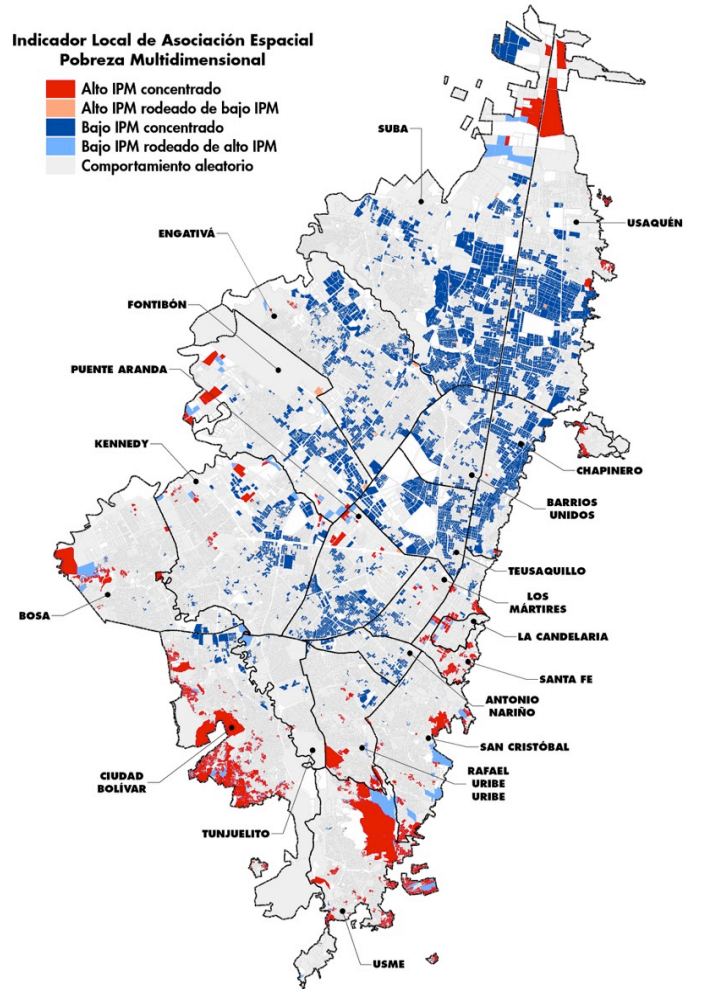 Indicador Local de Asociación Espacial
Pobreza Multidimensional
Alto IPM concentrado
Alto IPM rodeado de bajo IPM
Bajo IPM concentrado
Bajo IPM rodeado de alto IPM
Comportamiento aleatorio
SUBA
USAQUÉN
ENGATIVÁ
FONTIBÓN
PUENTE ARANDA
KENNEDY
CHAPINERO
BARRIOS
UNIDOS
TEUSAQUILLO
LOS
MÁRTIRES
BOSA
LA CANDELARIA
SANTA FE
ANTONIO
NARIÑO
SAN CRISTÓBAL
CIUDAD
BOLÍVAR
RAFAEL
URIBE
URIBE
TUNJUELITO
USME